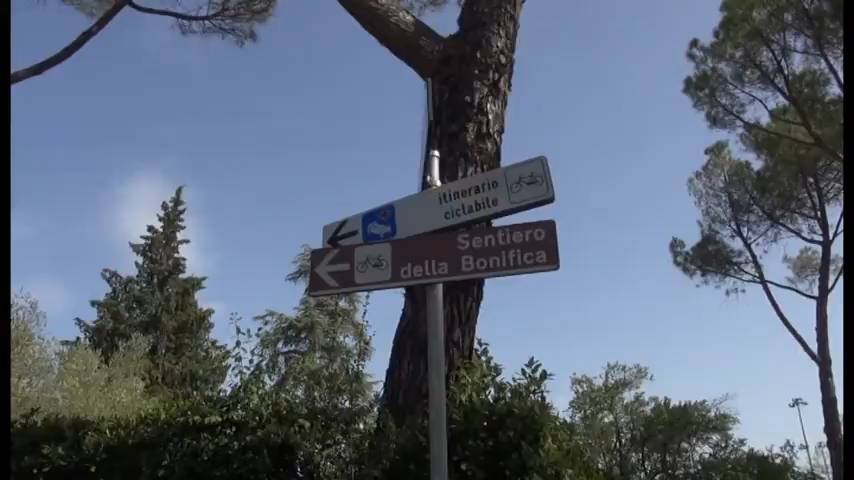 itinerario
ciclabile
Sentiero
della Bonifica